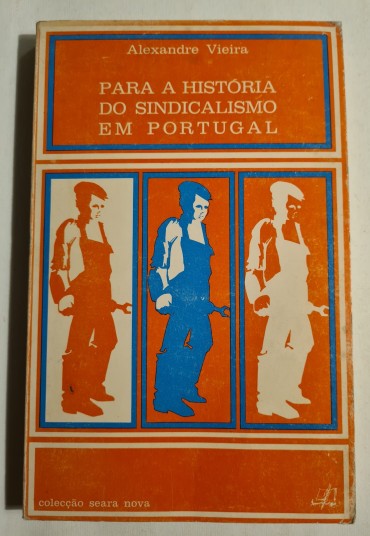 Alexandre Vieira
PARA A HISTÓRIA
DO SINDICALISMO
EM PORTUGAL
colecção seara nova